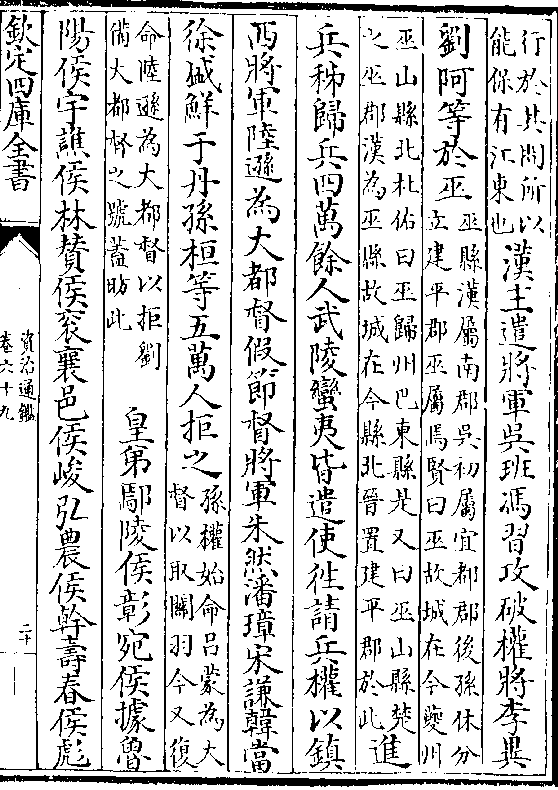 行於其間所以
能保有江東也
漢主遣將軍吳班馮習攻破權將李異
劉阿等於巫
巫縣漢屬南郡吳初屬宜都郡後孫休分
立建平郡巫屬焉賢曰巫故城在今夔州
巫山縣北杜佑曰巫歸州巴東縣是又曰巫山縣楚
之巫郡漢為巫縣故城在今縣北晉置建平郡於此
進
兵秭歸兵四萬餘人武陵蠻夷皆遣使往請兵權以鎮
西將軍陸遜為大都督假節督將軍朱然潘璋宋謙韓當
徐盛鮮于丹孫桓等五萬人拒之
孫權始命呂蒙為大
督以取關羽今又復
命陸遜為大都督以拒劉
備大都督之號蓋昉此
皇弟鄢陵侯彰宛侯據魯
陽侯宇譙侯林贊侯袞襄邑侯峻弘農侯幹壽春侯彪
欽定四庫全書
資治通鑑
卷六十九
二十